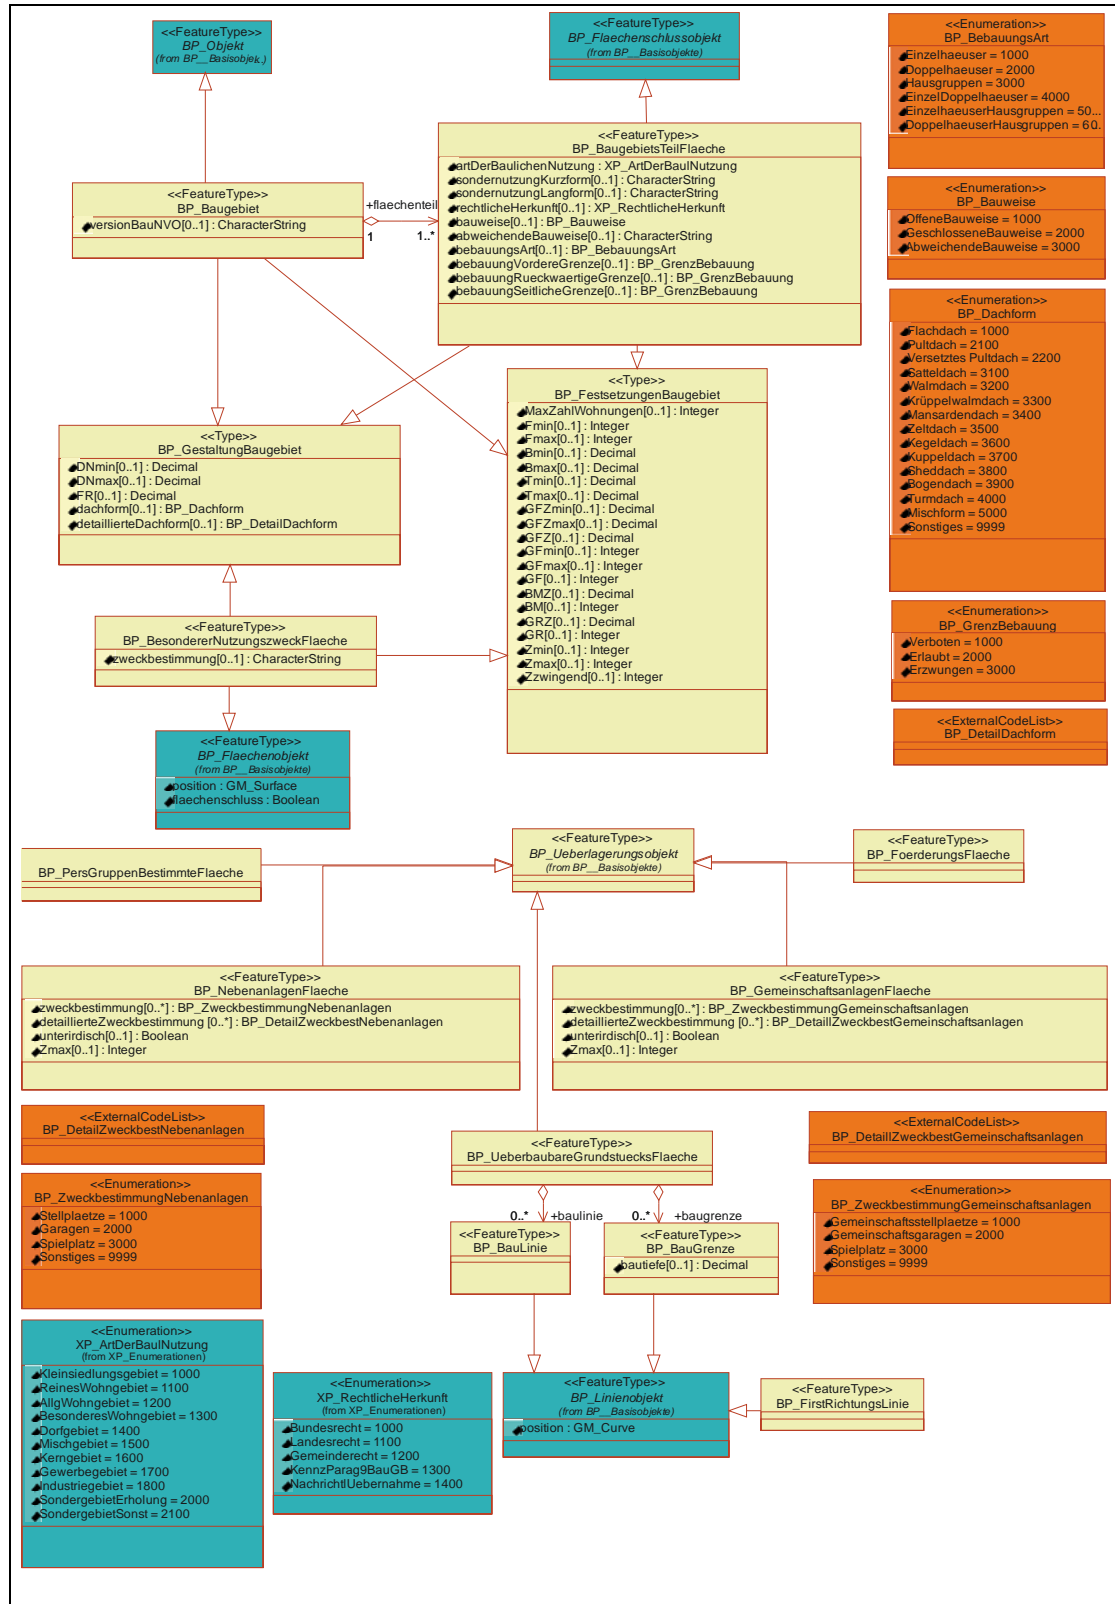 <<FeatureType>>
BP_Objekt
(from BP__Basisobjek.)
<<FeatureType>>
BP_Flaechenschlussobjekt
(from BP__Basisobjekte)
<<Enumeration>>
BP_BebauungsArt
Einzelhaeuser = 1000
Doppelhaeuser = 2000
Hausgruppen = 3000
EinzelDoppelhaeuser = 4000
EinzelhaeuserHausgruppen = 50...
DoppelhaeuserHausgruppen = 60..
<<FeatureType>>
BP_BaugebietsTeilFlaeche
artDerBaulichenNutzung : XP_ArtDerBaulNutzung
sondernutzungKurzform[0..1] : CharacterString
sondernutzungLangform[0..1] : CharacterString
rechtlicheHerkunft[0..1] : XP_RechtlicheHerkunft
bauweise[0..1] : BP_Bauweise
abweichendeBauweise[0..1] : CharacterString
bebauungsArt[0..1] : BP_BebauungsArt
bebauungVordereGrenze[0..1] : BP_GrenzBebauung
bebauungRueckwaertigeGrenze[0..1] : BP_GrenzBebauung
bebauungSeitlicheGrenze[0..1] : BP_GrenzBebauung
<<FeatureType>>
BP_Baugebiet
versionBauNVO[0..1] : CharacterString
+flaechenteil
1
1..*
<<Enumeration>>
BP_Bauweise
OffeneBauweise = 1000
GeschlosseneBauweise = 2000
AbweichendeBauweise = 3000
<<Enumeration>>
BP_Dachform
Flachdach = 1000
Pultdach = 2100
Versetztes Pultdach = 2200
Satteldach = 3100
Walmdach = 3200
Krüppelwalmdach = 3300
Mansardendach = 3400
Zeltdach = 3500
Kegeldach = 3600
Kuppeldach = 3700
Sheddach = 3800
Bogendach = 3900
Turmdach = 4000
Mischform = 5000
Sonstiges = 9999
<<Type>>
BP_FestsetzungenBaugebiet
MaxZahlWohnungen[0..1] : Integer
Fmin[0..1] : Integer
Fmax[0..1] : Integer
Bmin[0..1] : Decimal
Bmax[0..1] : Decimal
Tmin[0..1] : Decimal
Tmax[0..1] : Decimal
GFZmin[0..1] : Decimal
GFZmax[0..1] : Decimal
GFZ[0..1] : Decimal
GFmin[0..1] : Integer
GFmax[0..1] : Integer
GF[0..1] : Integer
BMZ[0..1] : Decimal
BM[0..1] : Integer
GRZ[0..1] : Decimal
GR[0..1] : Integer
Zmin[0..1] : Integer
Zmax[0..1] : Integer
Zzwingend[0..1] : Integer
<<Type>>
BP_GestaltungBaugebiet
DNmin[0..1] : Decimal
DNmax[0..1] : Decimal
FR[0..1] : Decimal
dachform[0..1] : BP_Dachform
detaillierteDachform[0..1] : BP_DetailDachform
<<FeatureType>>
BP_BesondererNutzungszweckFlaeche
zweckbestimmung[0..1] : CharacterString
<<Enumeration>>
BP_GrenzBebauung
Verboten = 1000
Erlaubt = 2000
Erzwungen = 3000
<<ExternalCodeList>>
BP_DetailDachform
<<FeatureType>>
BP_Flaechenobjekt
(from BP__Basisobjekte)
position : GM_Surface
flaechenschluss : Boolean
BP_PersGruppenBestimmteFlaeche
<<FeatureType>>
BP_Ueberlagerungsobjekt
(from BP__Basisobjekte)
<<FeatureType>>
BP_FoerderungsFlaeche
<<FeatureType>>
BP_NebenanlagenFlaeche
zweckbestimmung[0..*] : BP_ZweckbestimmungNebenanlagen
detaillierteZweckbestimmung [0..*] : BP_DetailZweckbestNebenanlagen
unterirdisch[0..1] : Boolean
Zmax[0..1] : Integer
<<FeatureType>>
BP_GemeinschaftsanlagenFlaeche
zweckbestimmung[0..*] : BP_ZweckbestimmungGemeinschaftsanlagen
detaillierteZweckbestimmung [0..*] : BP_DetaillZweckbestGemeinschaftsanlagen
unterirdisch[0..1] : Boolean
Zmax[0..1] : Integer
<<ExternalCodeList>>
BP_DetailZweckbestNebenanlagen
<<FeatureType>>
BP_UeberbaubareGrundstuecksFlaeche
<<ExternalCodeList>>
BP_DetaillZweckbestGemeinschaftsanlagen
<<Enumeration>>
BP_ZweckbestimmungNebenanlagen
Stellplaetze = 1000
Garagen = 2000
Spielplatz = 3000
Sonstiges = 9999
0..* +baulinie
0..* +baugrenze
<<FeatureType>>
BP_BauLinie
<<FeatureType>>
BP_BauGrenze
bautiefe[0..1] : Decimal
<<Enumeration>>
BP_ZweckbestimmungGemeinschaftsanlagen
Gemeinschaftsstellplaetze = 1000
Gemeinschaftsgaragen = 2000
Spielplatz = 3000
Sonstiges = 9999
<<Enumeration>>
XP_ArtDerBaulNutzung
(from XP_Enumerationen)
Kleinsiedlungsgebiet = 1000
ReinesWohngebiet = 1100
AllgWohngebiet = 1200
BesonderesWohngebiet = 1300
Dorfgebiet = 1400
Mischgebiet = 1500
Kerngebiet = 1600
Gewerbegebiet = 1700
Industriegebiet = 1800
SondergebietErholung = 2000
SondergebietSonst = 2100
<<Enumeration>>
XP_RechtlicheHerkunft
(from XP_Enumerationen)
Bundesrecht = 1000
Landesrecht = 1100
Gemeinderecht = 1200
KennzParag9BauGB = 1300
NachrichtlUebernahme = 1400
<<FeatureType>>
BP_Linienobjekt
(from BP__Basisobjekte)
position : GM_Curve
<<FeatureType>>
BP_FirstRichtungsLinie